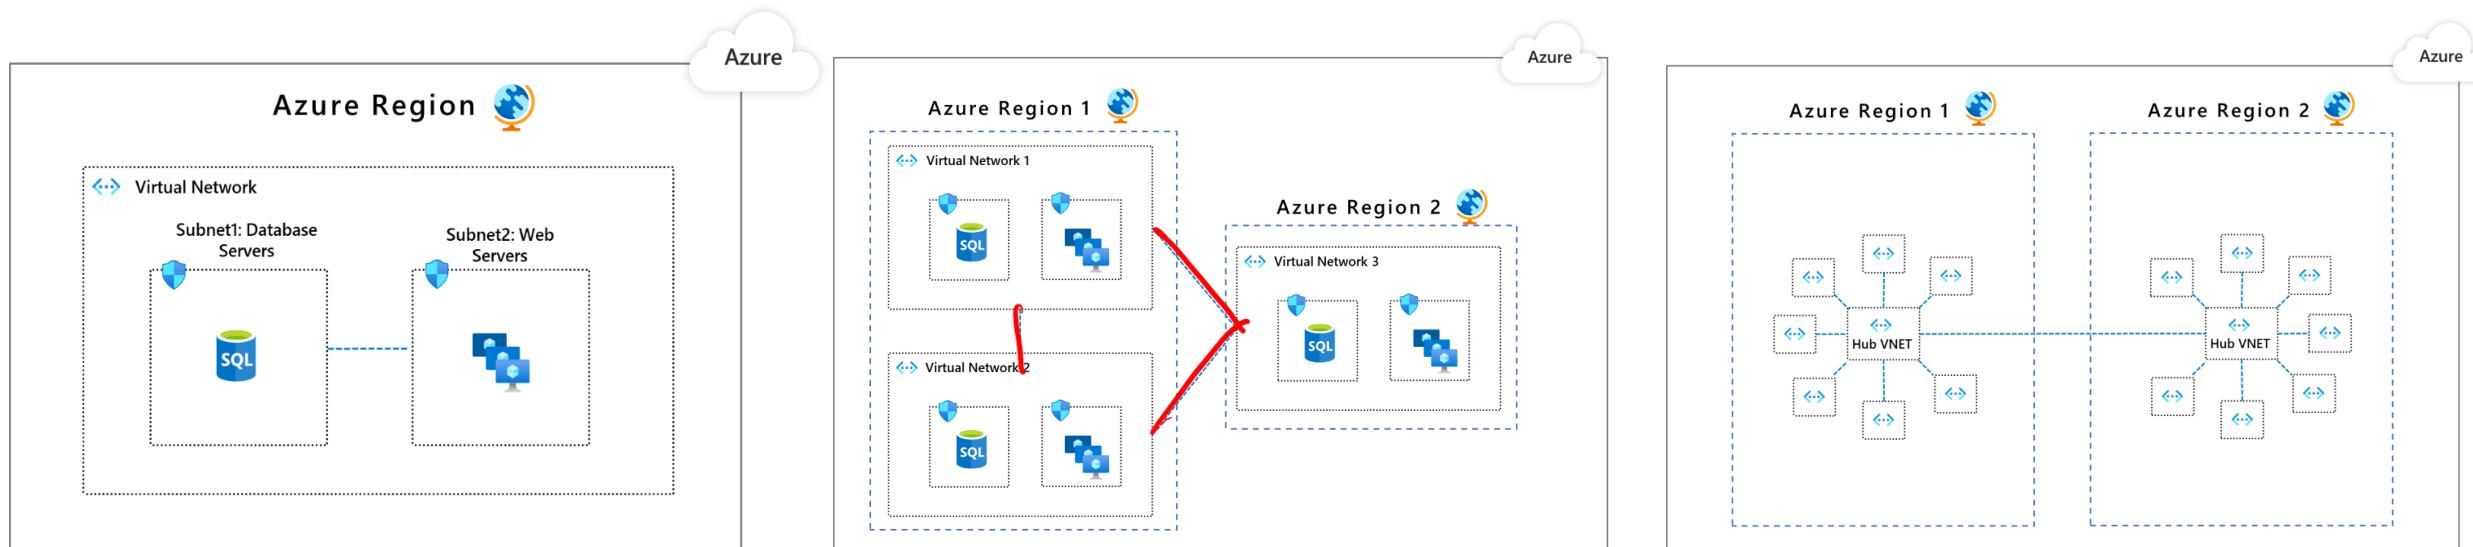 Azure
Azure Region
Virtual Network
Subnet1: Database
Servers
Subnet2: Web
Servers
SQL
Azure
Azure Region 1
Virtual Network 1
SQL
Virtual Network 2
SQL
Azure Region 2
Virtual Network 3
SQL
Azure
Azure Region 1
Hub VNET
Azure Region 2
Hub VNET